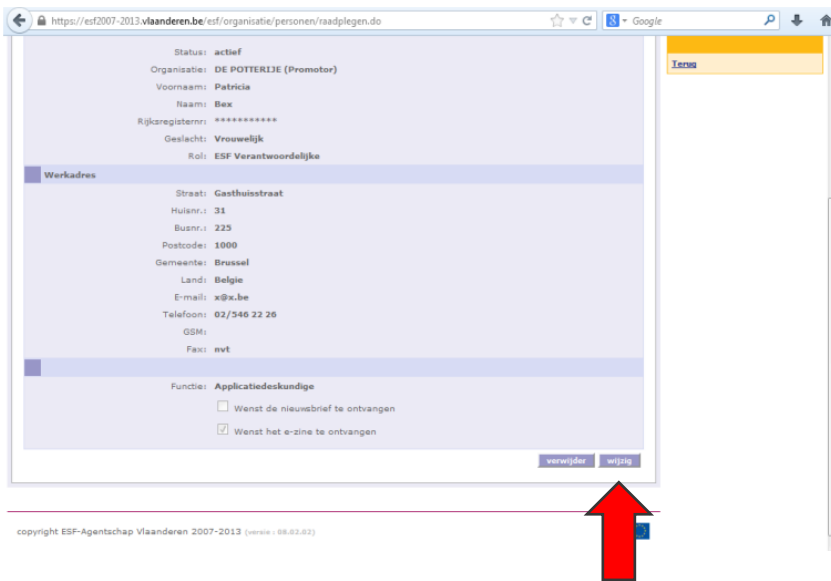 https://esf2007-2013.vlaanderen.be/esf/organisatie/personen/raadplegen.do
Google
Status: actief
Organisatie: DE POTTERIJE (Promotor)
Voornaam: Patricia
Naam: Bex
Rijksregisternr: ***********
Geslacht: Vrouwelijk
Rol: ESF Verantwoordelijke
Terug
Werkadres
Straat: Gasthuisstraat
Huisnr.: 31
Busnr.: 225
Postcode: 1000
Gemeente: Brussel
Land: Belgie
E-mail: x@x.be
Telefoon: 02/546 22 26
GSM:
Fax: nvt
Functie: Applicatiedeskundige
Wenst de nieuwsbrief te ontvangen
Wenst het e-zine te ontvangen
verwijder wijzig
copyright ESF-Agentschap Vlaanderen 2007-2013 (versie : 08.02.02)